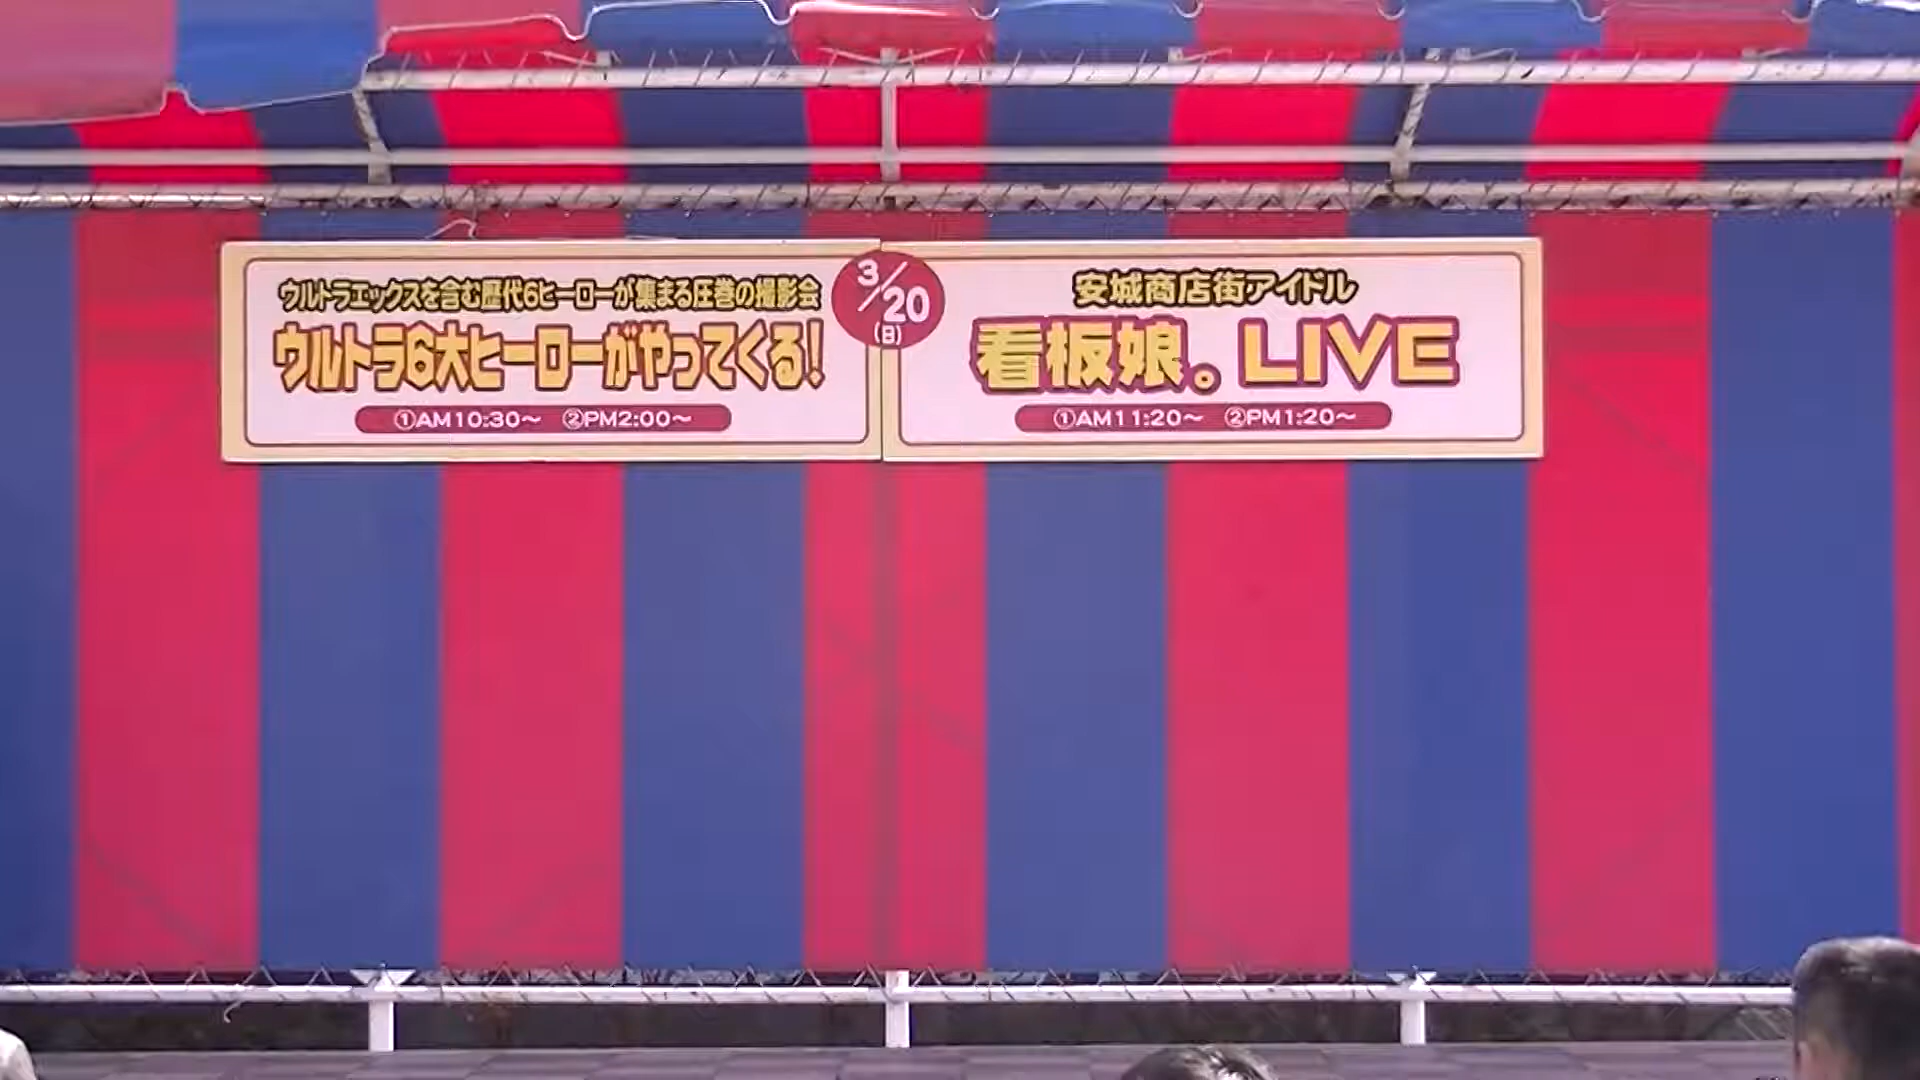 ウルトラエックスを含む歴代6ヒーローが集まる圧巻の撮影会
ウルトラ6大ヒーローがやってくる!
①AM10:30〜 ②PM2:00〜
3/20
(日)
安城商店街アイドル
看板娘。LIVE
①AM11:20〜 ②PM1:20〜